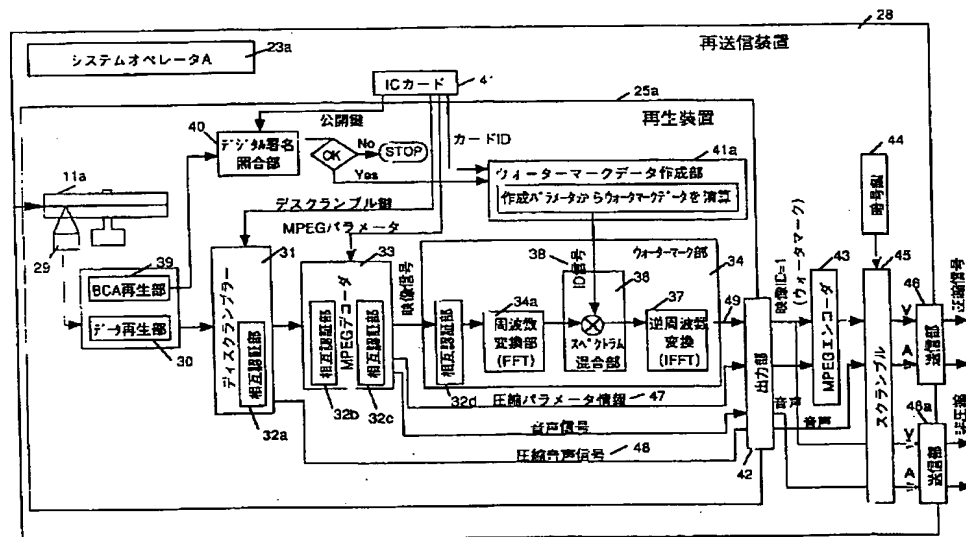 28
再送信装置
システムオペレータA
23a
ICカード
41
25a
再生装置
公開鍵
カードID
44
暗号鍵
40
デジタル署名
照合部
OK
No
STOP
Yes
41a
ウォーターマークデータ作成部
作成パラメータからウォータマークデータを演算
11a
29
デスクランブル鍵
MPEGパラメータ
39
BCA再生部
データ再生部
30
31
ディスクランブラー
相互認証部
32a
33
MPEGデコーダ
相互認証部
32b
相互認証部
32c
映像信号
ウォーターマーク部
34
相互認証部
32d
34a
周波数
変換部
(FFT)
38
ID信号
36
スペクトラム
混合部
37
逆周波数
変換
(IFFT)
49
出力部
42
映像ID=1
(ウォータマーク)
43
MPEGエンコーダ
45
スクランブル
46
送信部
圧縮信号
46a
送信部
非圧縮
V
A
V
A
圧縮パラメータ情報
47
音声信号
圧縮音声信号
48
音声
音声